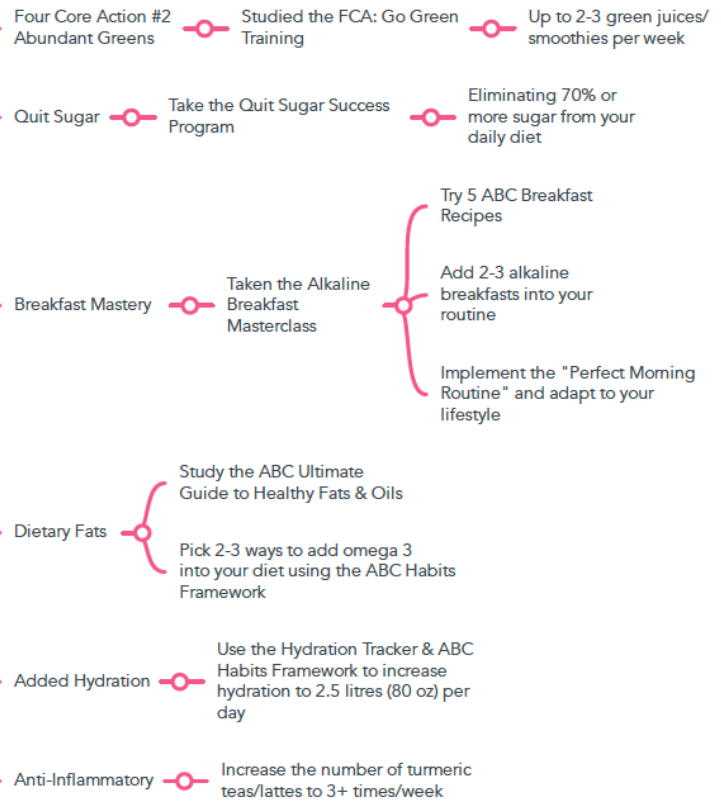 Four Core Action #2
Abundant Greens
Studied the FCA: Go Green
Training
Up to 2-3 green juices/
smoothies per week
Quit Sugar
Take the Quit Sugar Success
Program
Eliminating 70% or
more sugar from your
daily diet
Breakfast Mastery
Taken the Alkaline
Breakfast
Masterclass
Try 5 ABC Breakfast
Recipes
Add 2-3 alkaline
breakfasts into your
routine
Implement the "Perfect Morning
Routine" and adapt to your
lifestyle
Dietary Fats
Study the ABC Ultimate
Guide to Healthy Fats & Oils
Pick 2-3 ways to add omega 3
into your diet using the ABC Habits
Framework
Added Hydration
Use the Hydration Tracker & ABC
Habits Framework to increase
hydration to 2.5 litres (80 oz) per
day
Anti-Inflammatory
Increase the number of turmeric
teas/lattes to 3+ times/week